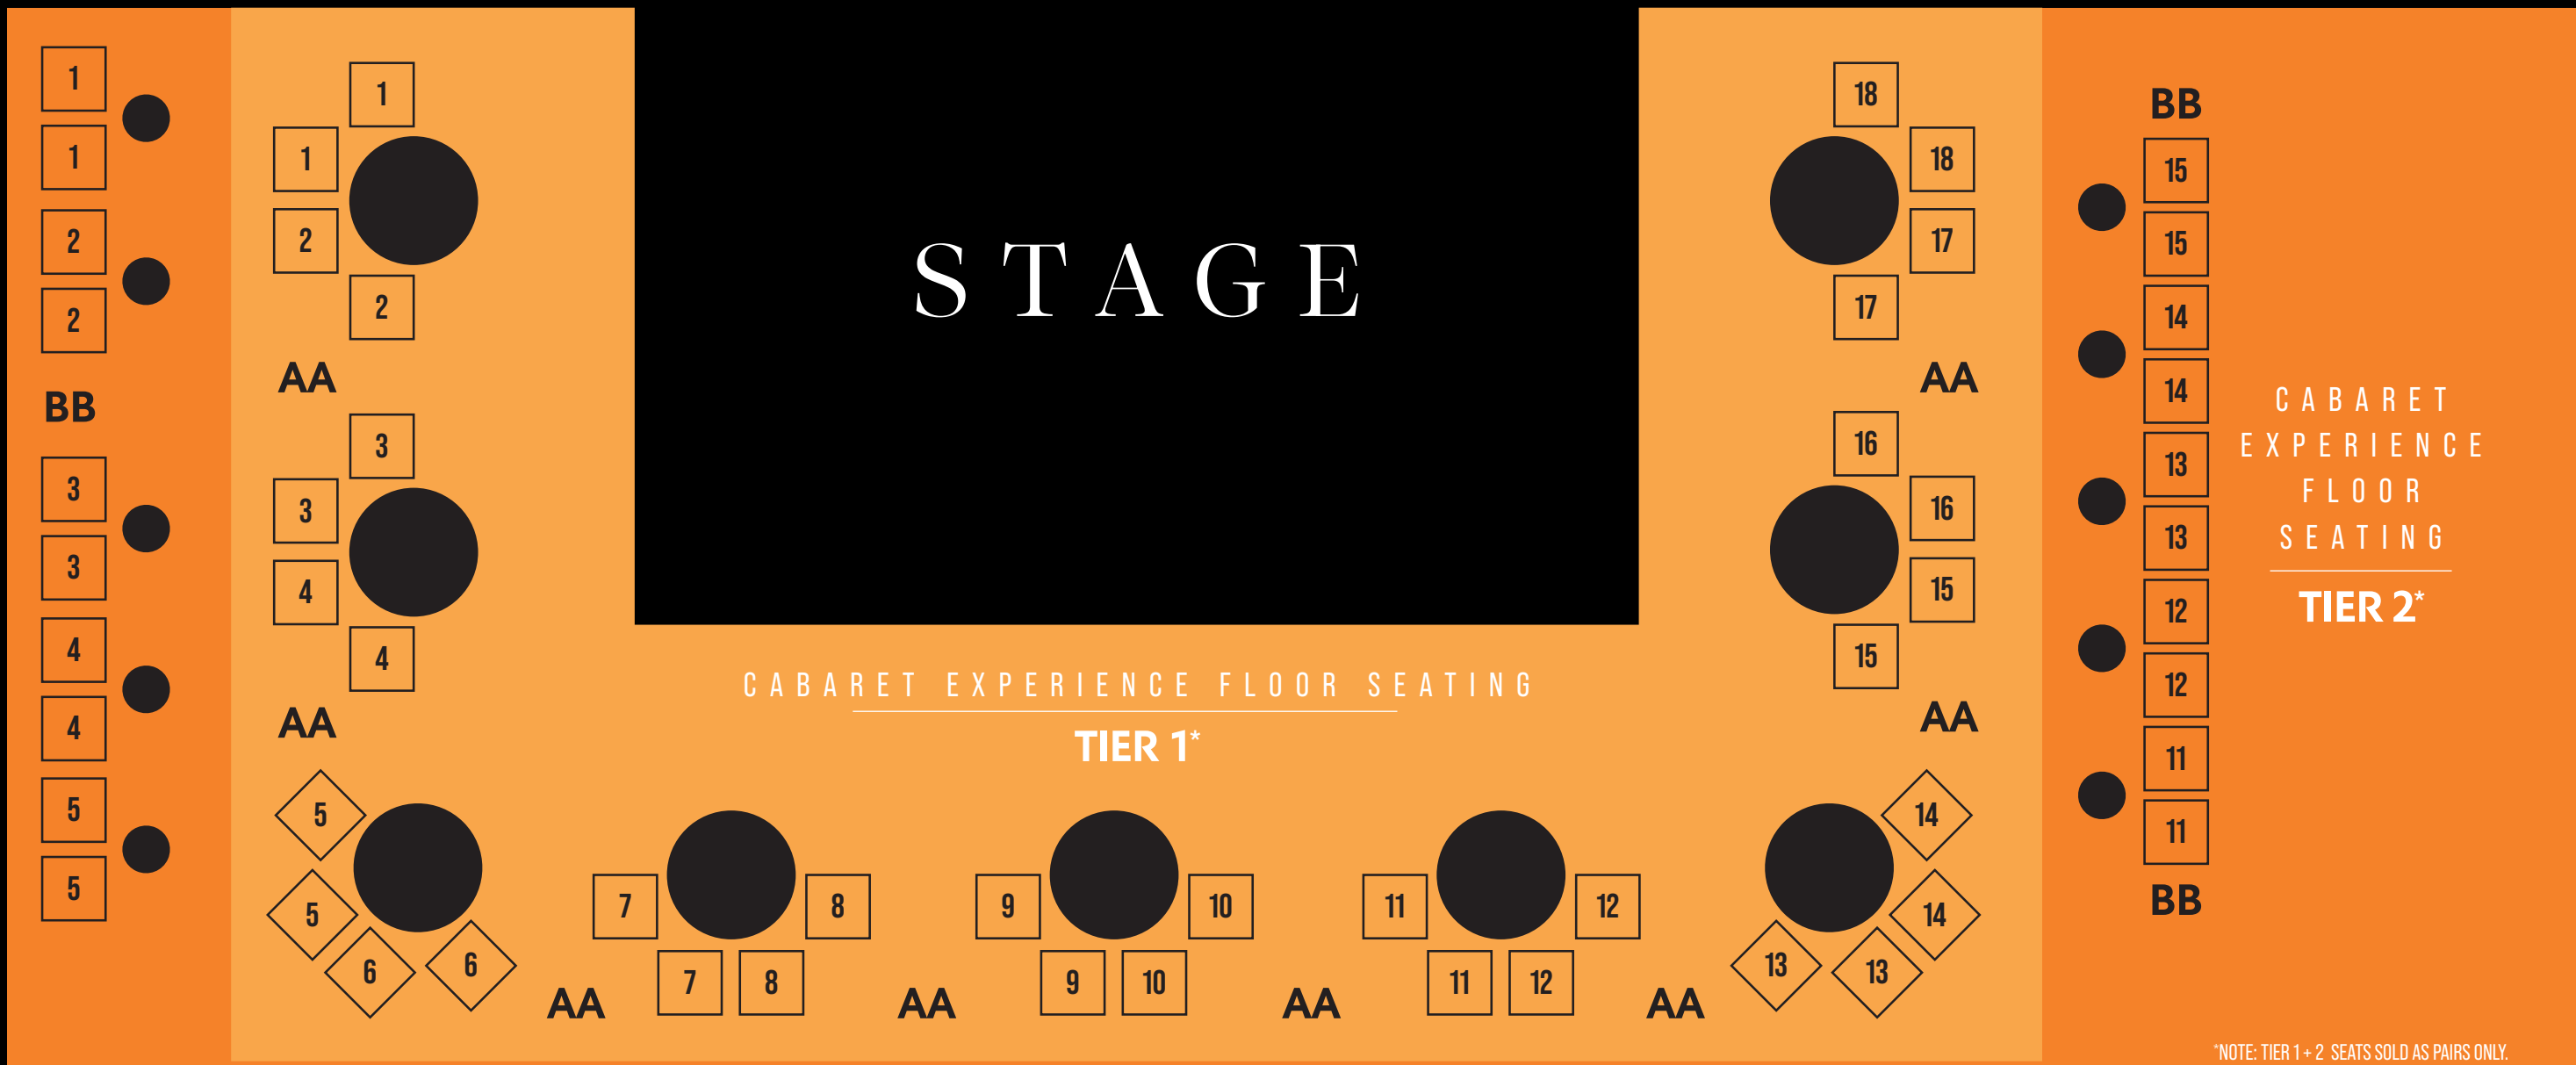 1
1
2
2
BB
3
3
4
4
5
5
1
1
2
2
AA
3
3
4
4
AA
5
5
6
6
STAGE
CABARET EXPERIENCE FLOOR SEATING
TIER 1*
AA
7
8
7
8
AA
9
10
9
10
AA
11
12
11
12
AA
18
18
17
17
AA
16
16
15
15
AA
14
14
13
13
BB
15
15
14
14
13
13
12
12
11
11
BB
CABARET
EXPERIENCE
FLOOR
SEATING
TIER 2*
*NOTE: TIER 1 + 2 SEATS SOLD AS PAIRS ONLY.